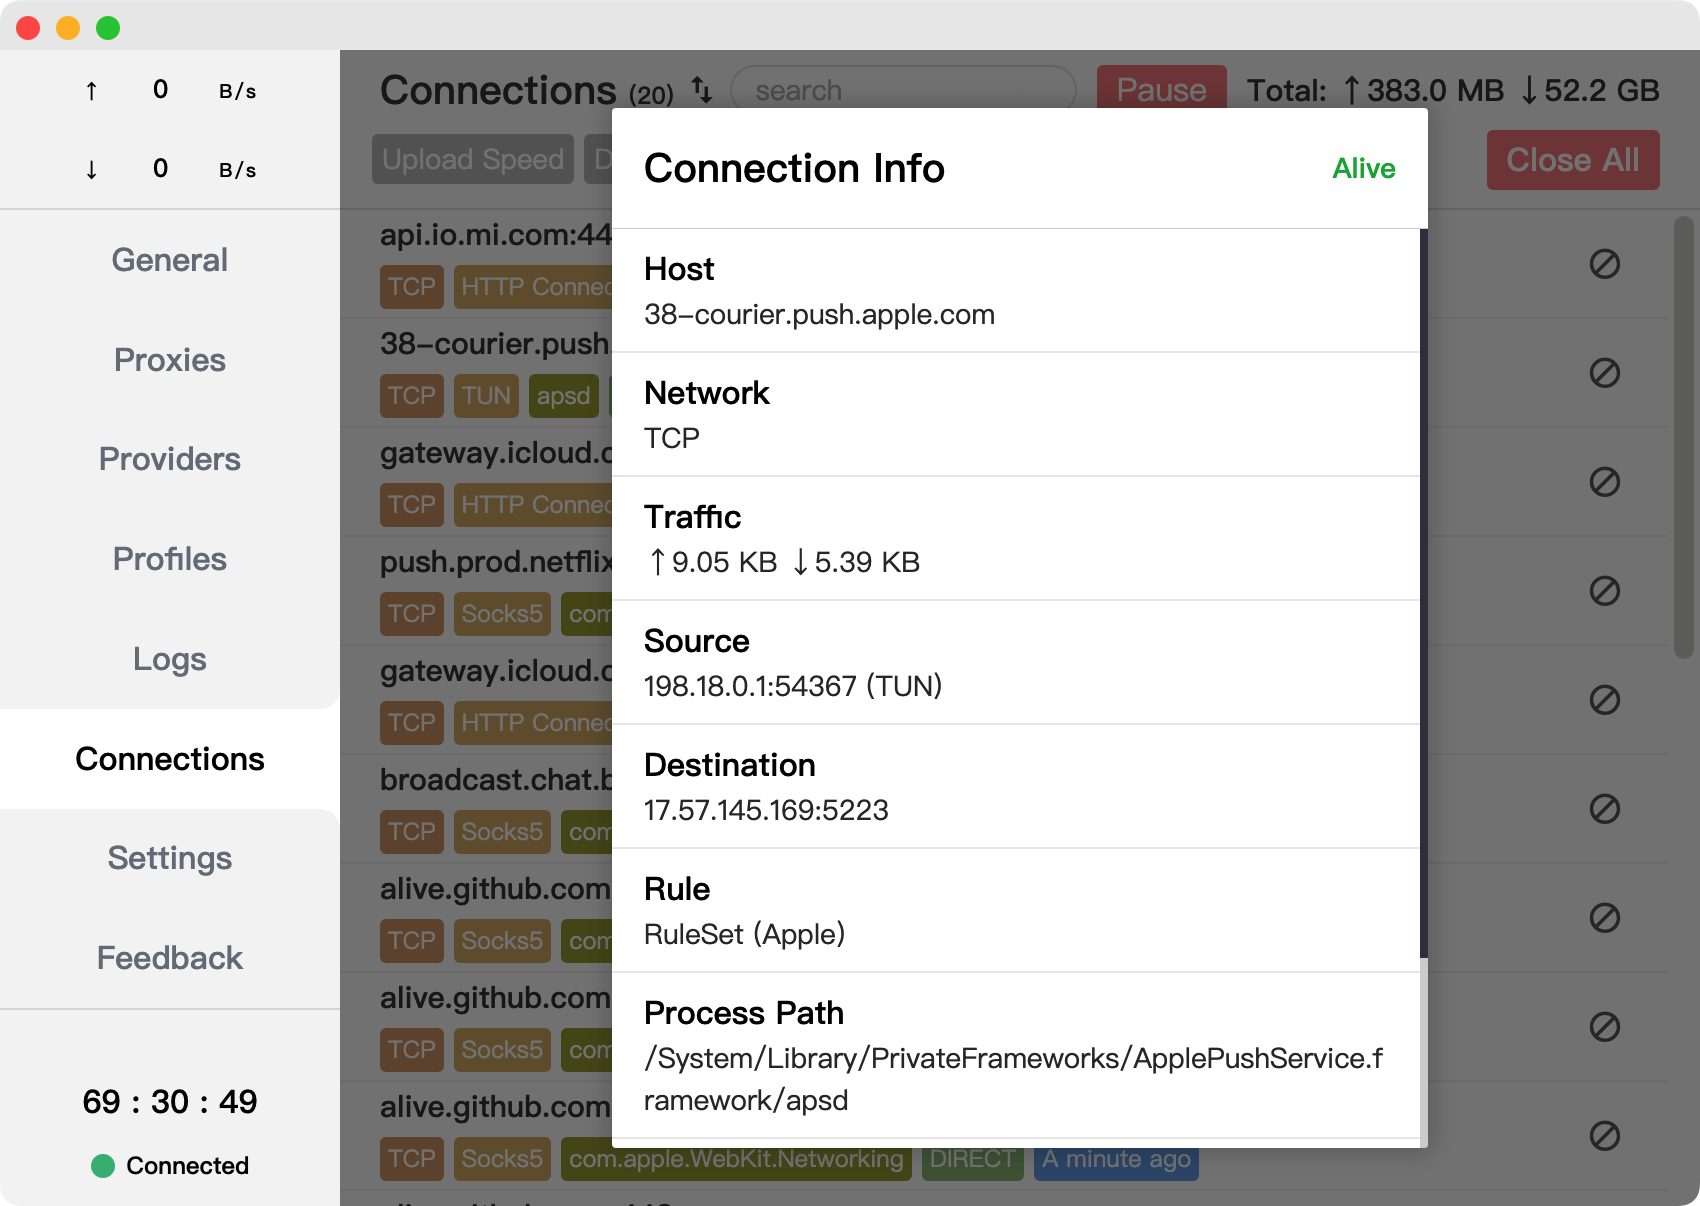 ↑ 0 B/s
↓ 0 B/s
General
Proxies
Providers
Profiles
Logs
Connections
Settings
Feedback
69 : 30 : 49
Connected
Connections (20)
search
Pause
Total: ↑383.0 MB ↓52.2 GB
Upload Speed
D
Close All
api.io.mi.com:44
TCP HTTP Connec
38-courier.push.
TCP TUN apsd
gateway.icloud.c
TCP HTTP Connec
push.prod.netflix
TCP Socks5 com
gateway.icloud.c
TCP HTTP Connec
broadcast.chat.b
TCP Socks5 com
alive.github.com
TCP Socks5 com
alive.github.com
TCP Socks5 com
alive.github.com
TCP Socks5 com.apple.WebKit.Networking DIRECT A minute ago
Connection Info
Alive
Host
38-courier.push.apple.com
Network
TCP
Traffic
↑9.05 KB ↓5.39 KB
Source
198.18.0.1:54367 (TUN)
Destination
17.57.145.169:5223
Rule
RuleSet (Apple)
Process Path
/System/Library/PrivateFrameworks/ApplePushService.f
ramework/apsd